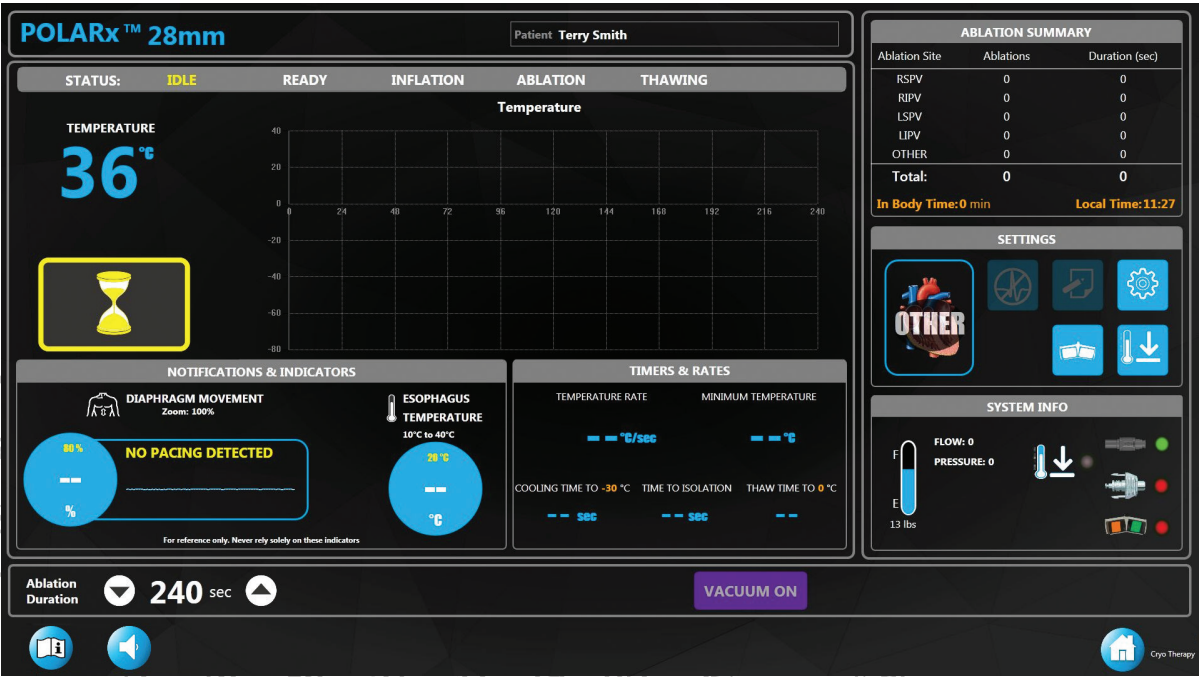 POLARx™ 28mm
Patient Terry Smith
STATUS: IDLE READY INFLATION ABLATION THAWING
Temperature
TEMPERATURE
36°C
40
20
0
0 24 48 72 96 120 144 168 192 216 240
-20
-40
-60
-80
NOTIFICATIONS & INDICATORS
DIAPHRAGM MOVEMENT
Zoom: 100%
80 %
--
%
NO PACING DETECTED
ESOPHAGUS
TEMPERATURE
10°C to 40°C
20 °C
--
°C
For reference only. Never rely solely on these indicators
TIMERS & RATES
TEMPERATURE RATE MINIMUM TEMPERATURE
-- °C/sec -- °C
COOLING TIME TO -30 °C TIME TO ISOLATION THAW TIME TO 0 °C
-- sec -- sec --
ABLATION SUMMARY
Ablation Site Ablations Duration (sec)
RSPV 0 0
RIPV 0 0
LSPV 0 0
LIPV 0 0
OTHER 0 0
Total: 0 0
In Body Time:0 min Local Time:11:27
SETTINGS
OTHER
SYSTEM INFO
F
E
13 lbs
FLOW: 0
PRESSURE: 0
Ablation
Duration
240 sec
VACUUM ON
Cryo Therapy